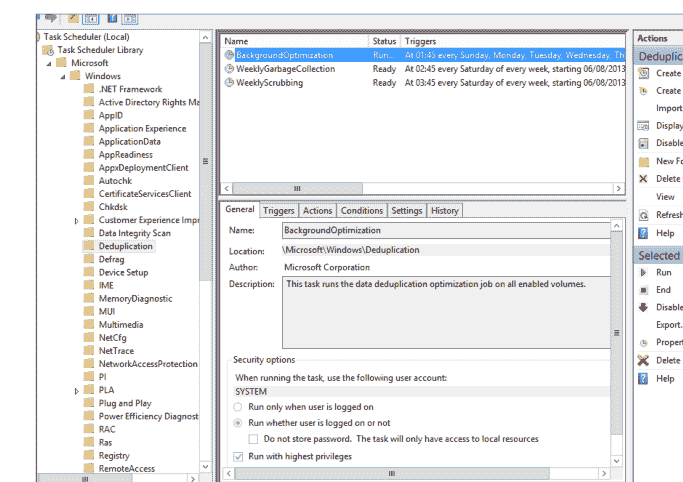 Task Scheduler (Local)
Task Scheduler Library
Microsoft
Windows
.NET Framework
Active Directory Rights Ma
AppID
Application Experience
ApplicationData
AppReadiness
AppxDeploymentClient
Autochk
CertificateServicesClient
Chkdsk
Customer Experience Impr
Data Integrity Scan
Deduplication
Defrag
Device Setup
IME
MemoryDiagnostic
MUI
Multimedia
NetCfg
NetTrace
NetworkAccessProtection
PI
PLA
Plug and Play
Power Efficiency Diagnost
RAC
Ras
Registry
RemoteAccess
Name Status Triggers
BackgroundOptimization Run... At 01:45 every Sunday, Monday, Tuesday, Wednesday, Th
WeeklyGarbageCollection Ready At 02:45 every Saturday of every week, starting 06/08/2013
WeeklyScrubbing Ready At 03:45 every Saturday of every week, starting 06/08/2013
General Triggers Actions Conditions Settings History
Name: BackgroundOptimization
Location: \Microsoft\Windows\Deduplication
Author: Microsoft Corporation
Description: This task runs the data deduplication optimization job on all enabled volumes.
Security options
When running the task, use the following user account:
SYSTEM
Run only when user is logged on
Run whether user is logged on or not
Do not store password. The task will only have access to local resources
Run with highest privileges
Actions
Deduplic
Create
Create
Import
Display
Disable
New Fo
Delete
View
Refresh
Help
Selected
Run
End
Disable
Export.
Propert
Delete
Help